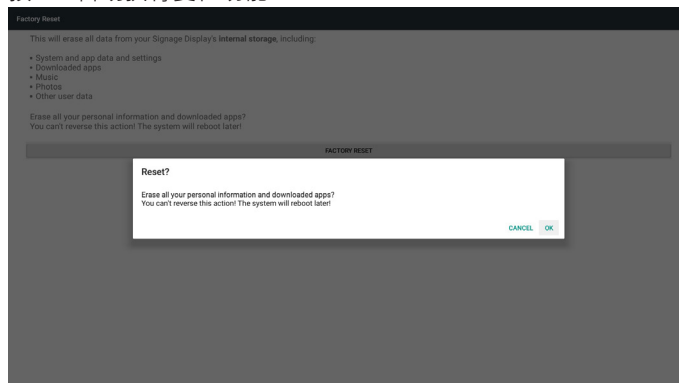 Factory Reset
This will erase all data from your Signage Display's internal storage, including:
• System and app data and settings
• Downloaded apps
• Music
• Photos
• Other user data
Erase all your personal information and downloaded apps?
You can't reverse this action! The system will reboot later!
FACTORY RESET
Reset?
Erase all your personal information and downloaded apps?
You can't reverse this action! The system will reboot later!
CANCEL OK